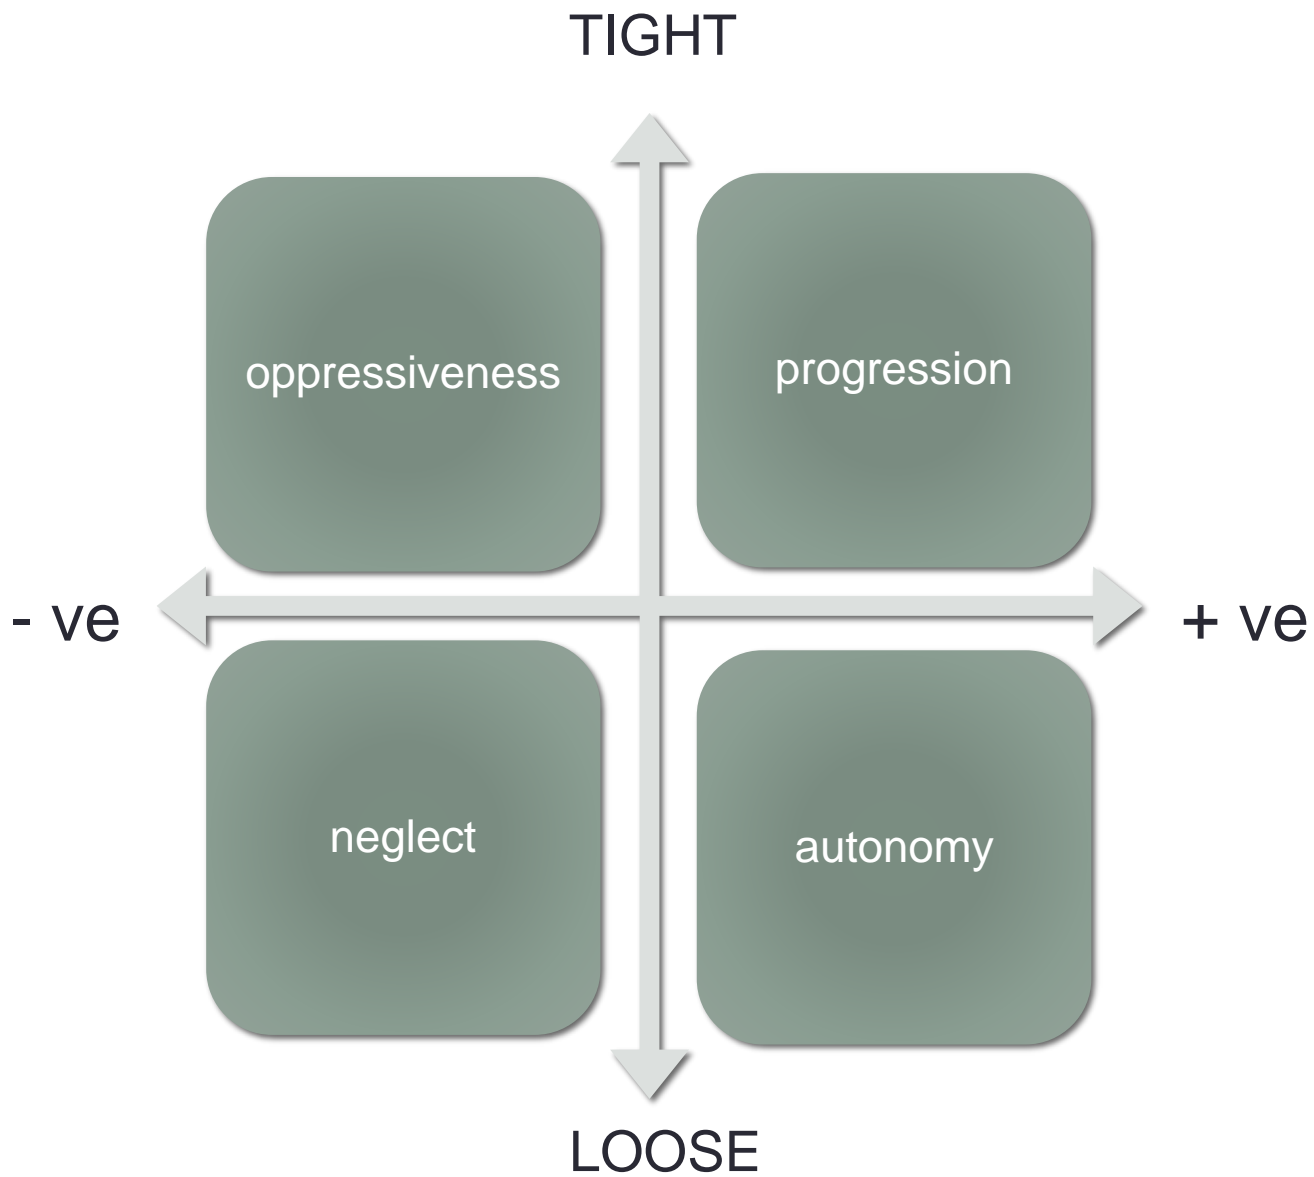 TIGHT
oppressiveness
progression
- ve
+ ve
neglect
autonomy
LOOSE